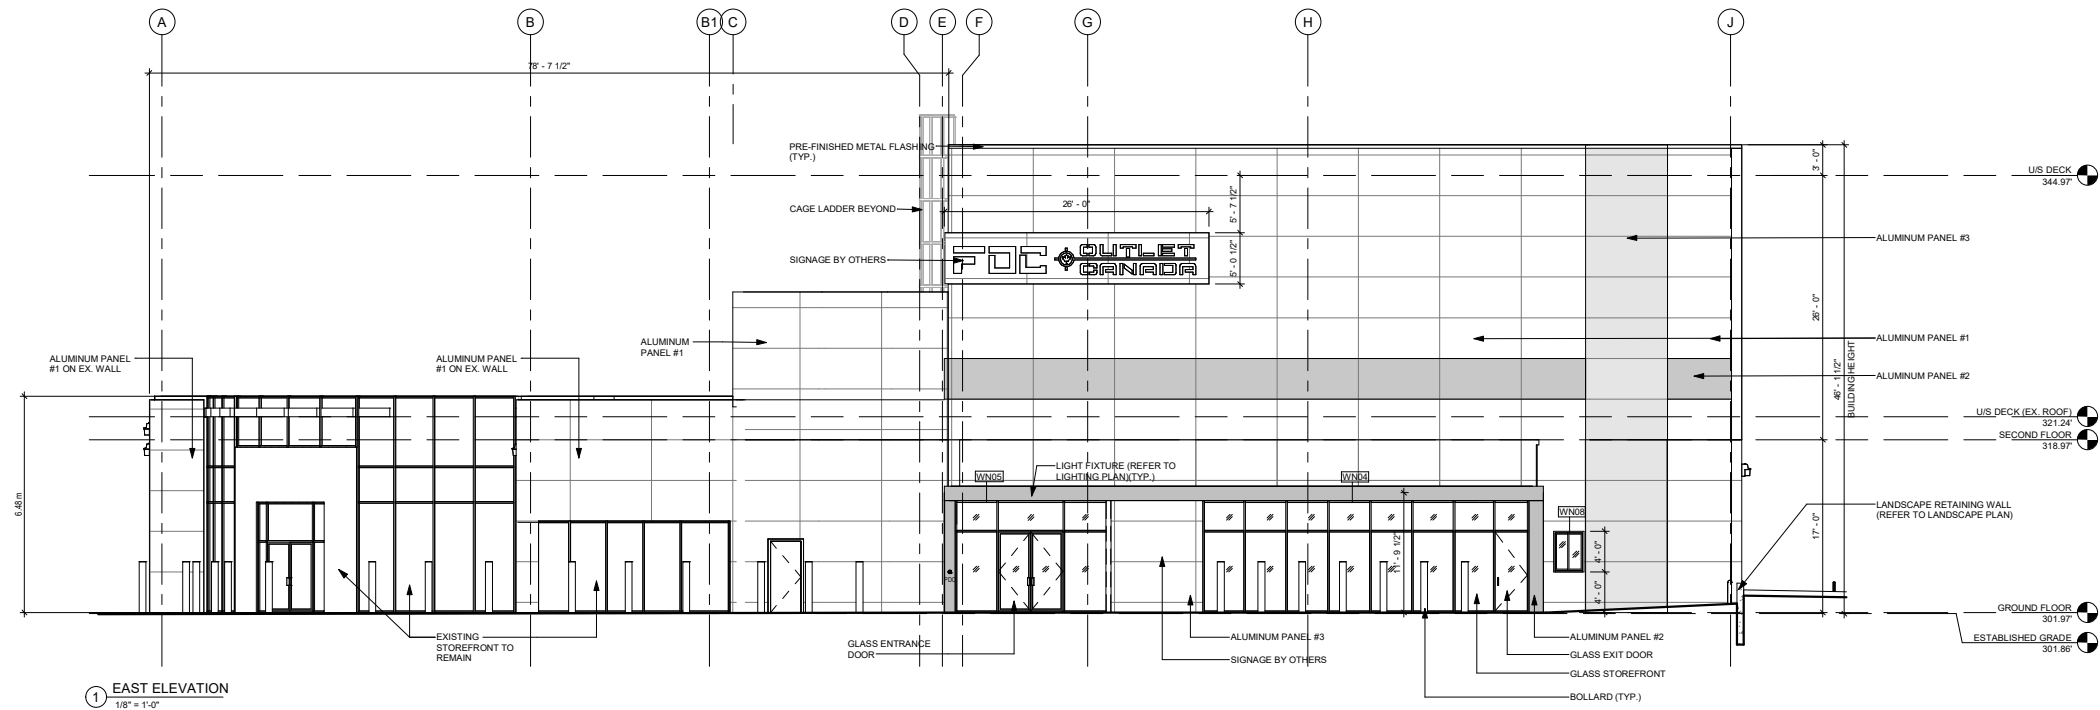 A
B
B1
C
D
E
F
G
H
J
78' - 7 1/2"
PRE-FINISHED METAL FLASHING
(TYP.)
3' - 0"
U/S DECK
344.97'
CAGE LADDER BEYOND
26' - 0"
5' - 7 1/2"
ALUMINUM PANEL #3
SIGNAGE BY OTHERS
PDC OUTLET
CANADA
5' - 0 1/2"
26' - 0"
ALUMINUM
PANEL #1
ALUMINUM PANEL #1
ALUMINUM PANEL
#1 ON EX. WALL
ALUMINUM PANEL
#1 ON EX. WALL
ALUMINUM PANEL #2
46' - 1 1/2"
BUILDING HEIGHT
U/S DECK (EX. ROOF)
321.24'
SECOND FLOOR
318.97'
LIGHT FIXTURE (REFER TO
LIGHTING PLAN)(TYP.)
WN05
WN04
WN08
6.48 m
LANDSCAPE RETAINING WALL
(REFER TO LANDSCAPE PLAN)
17' - 0"
11' - 9 1/2"
4' - 0"
4' - 0"
PDC
GROUND FLOOR
301.97'
ESTABLISHED GRADE
301.86'
EXISTING
STOREFRONT TO
REMAIN
GLASS ENTRANCE
DOOR
ALUMINUM PANEL #3
SIGNAGE BY OTHERS
ALUMINUM PANEL #2
GLASS EXIT DOOR
GLASS STOREFRONT
BOLLARD (TYP.)
1
EAST ELEVATION
1/8" = 1'-0"